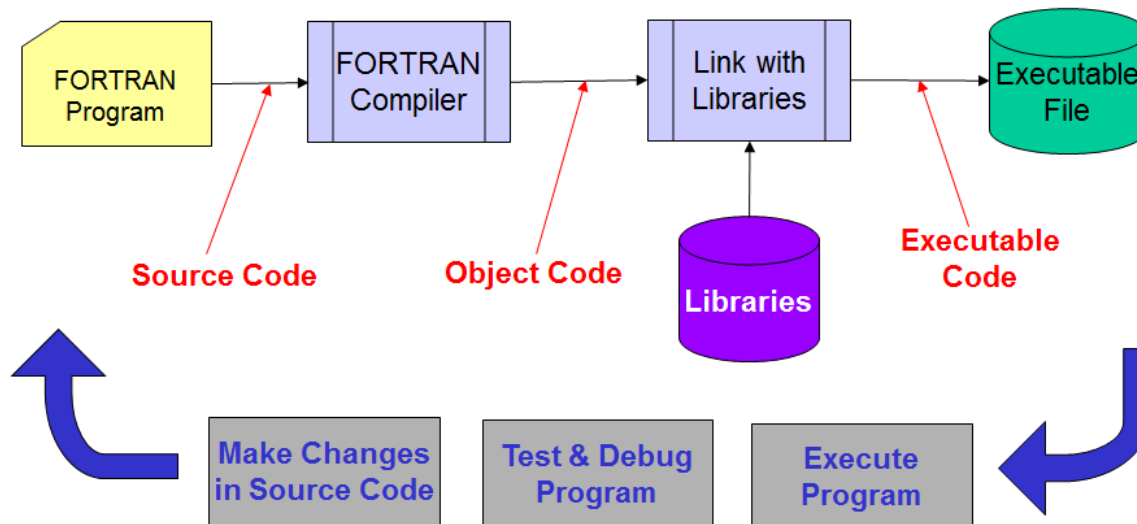 FORTRAN
Program
FORTRAN
Compiler
Link with
Libraries
Executable
File
Source Code
Object Code
Libraries
Executable
Code
Make Changes
in Source Code
Test & Debug
Program
Execute
Program